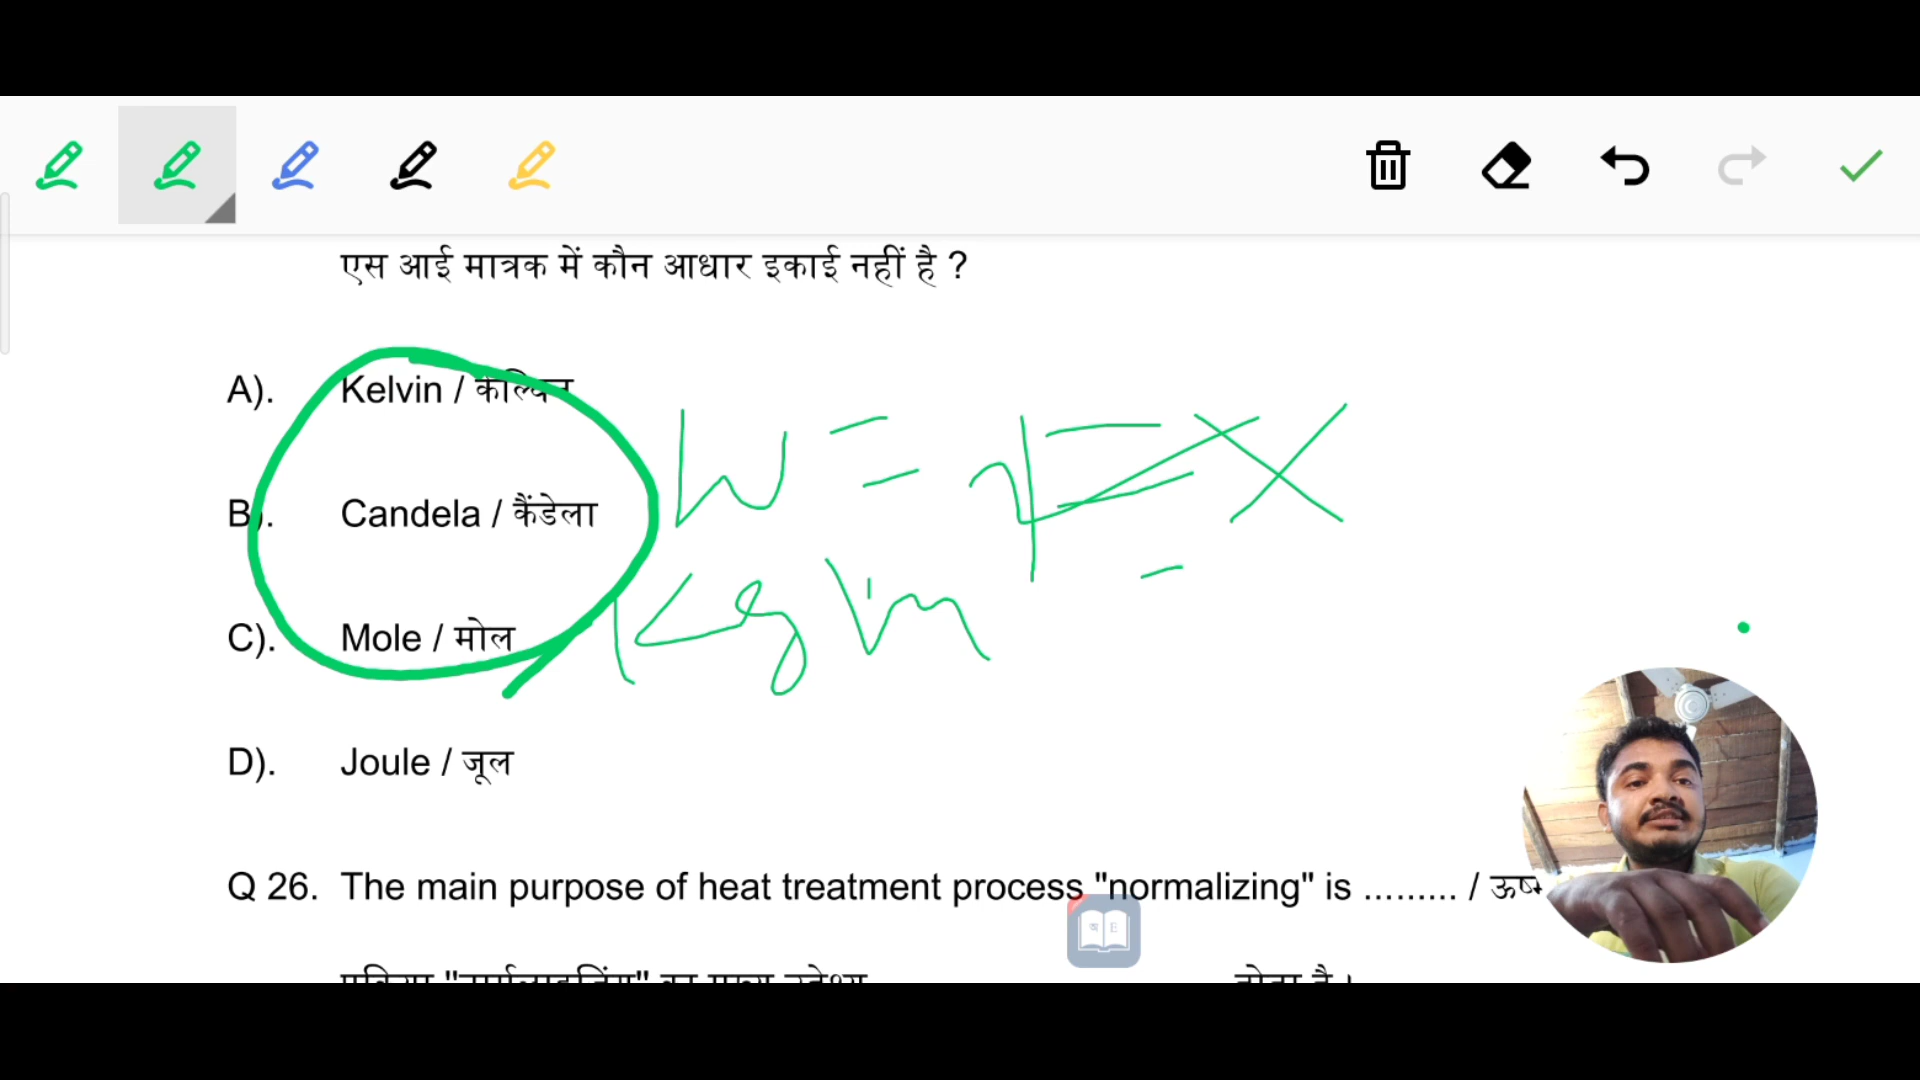 एस आई मात्रक में कौन आधार इकाई नहीं है ?
A). Kelvin / केल्विन
W =
B). Candela / कैंडेला
Kgm
C). Mole / मोल
D). Joule / जूल
Q 26. The main purpose of heat treatment process "normalizing" is ......... / ऊष्